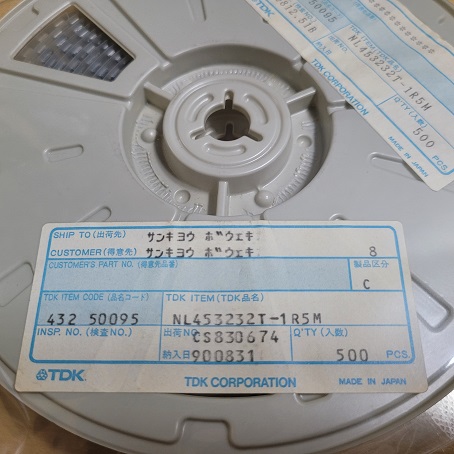 50095
NL453232T-1R5M
Q'TY (入数)
500
PCS.
TDK
TDK CORPORATION
MADE IN JAPAN
SHIP TO (出荷先) サンキヨウ ボウエキ
CUSTOMER (得意先) サンキヨウ ボウエキ 8
CUSTOMER'S PART NO. (得意先品番) 製品区分
C
TDK ITEM CODE (品名コード) TDK ITEM (TDK品名)
432 50095 NL453232T-1R5M
INSP. NO. (検査NO.) 出荷NO. CS830674 Q'TY (入数)
納入日 900831 500 PCS.
TDK TDK CORPORATION MADE IN JAPAN